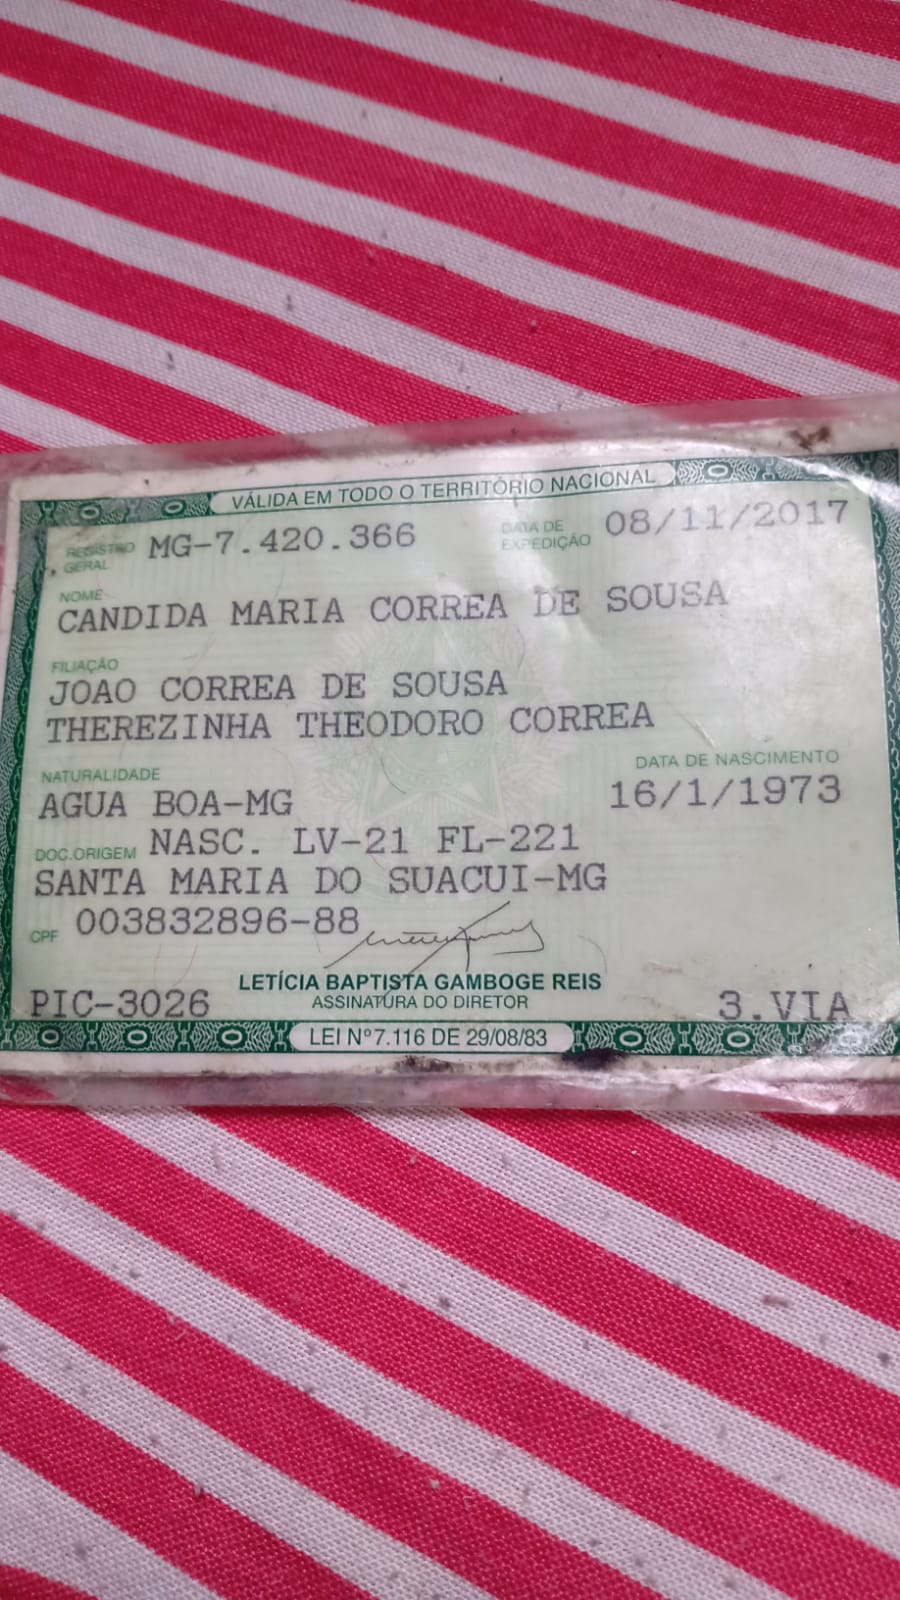 VÁLIDA EM TODO O TERRITÓRIO NACIONAL
REGISTRO GERAL MG-7.420.366 DATA DE EXPEDIÇÃO 08/11/2017
NOME
CANDIDA MARIA CORREA DE SOUSA
FILIAÇÃO
JOAO CORREA DE SOUSA
THEREZINHA THEODORO CORREA
NATURALIDADE DATA DE NASCIMENTO
AGUA BOA-MG 16/1/1973
DOC.ORIGEM NASC. LV-21 FL-221
SANTA MARIA DO SUACUI-MG
CPF 003832896-88
LETÍCIA BAPTISTA GAMBOGE REIS
PIC-3026 ASSINATURA DO DIRETOR 3.VIA
LEI Nº 7.116 DE 29/08/83